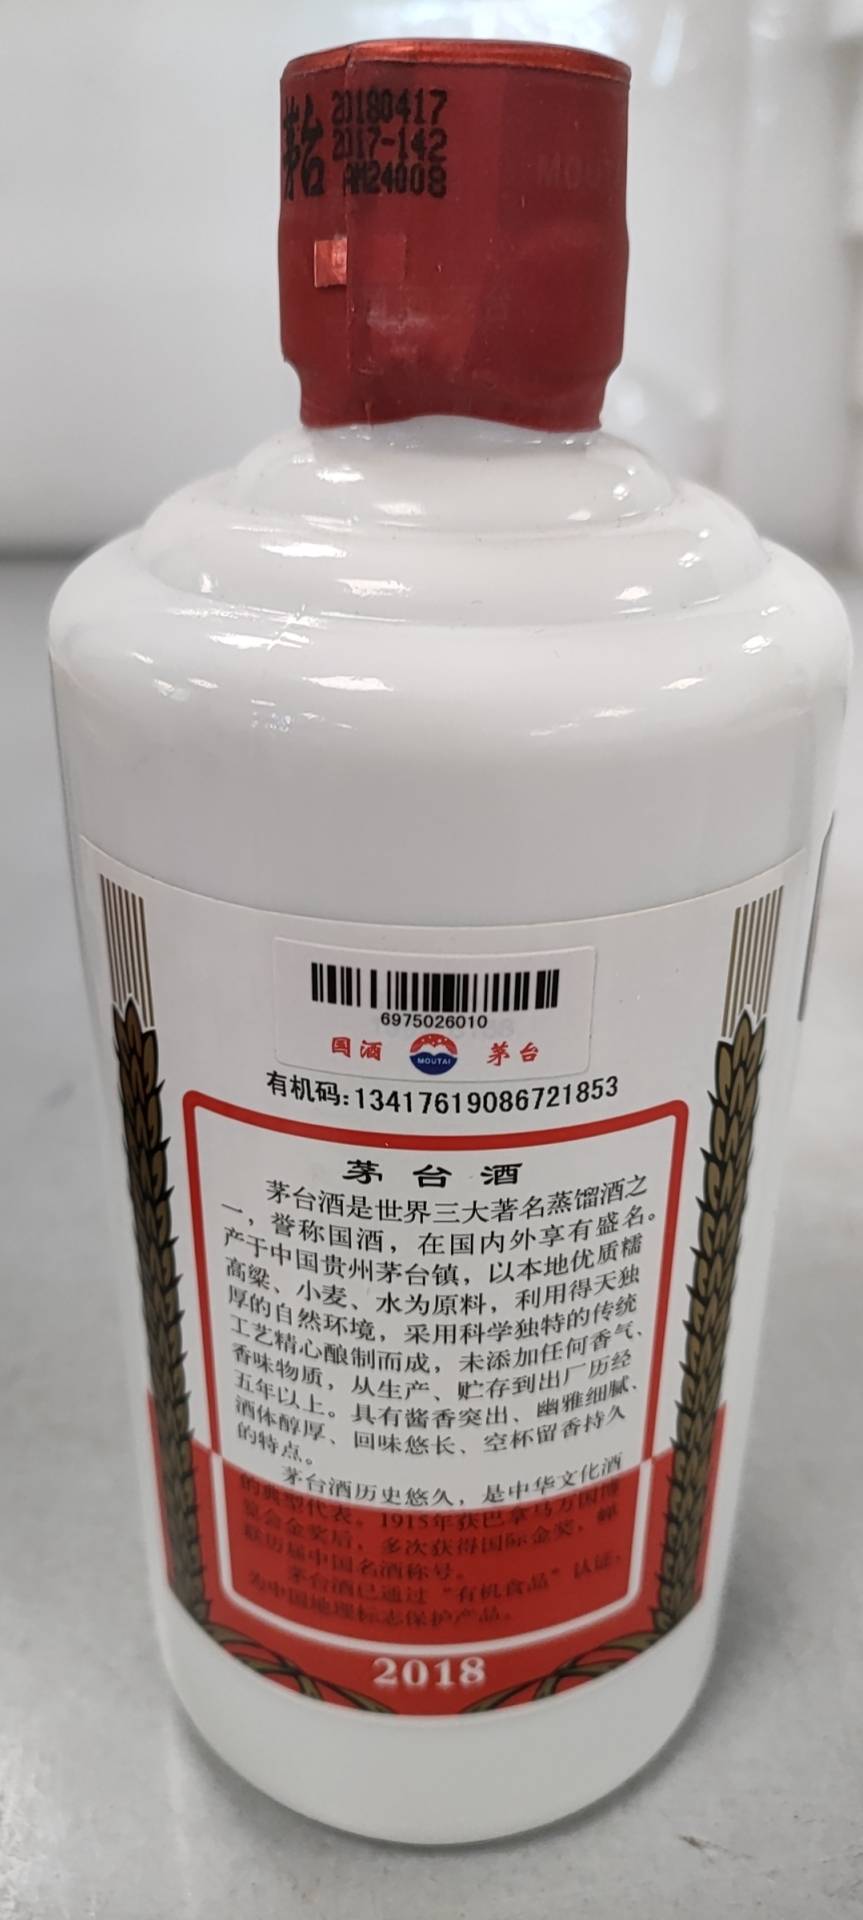 茅台
20180417
2017-142
AM24008
MOUT
6975026010
国酒 MOUTAI 茅台
有机码:13417619086721853
茅台酒
茅台酒是世界三大著名蒸馏酒之
一，誉称国酒，在国内外享有盛名。
产于中国贵州茅台镇，以本地优质糯
高粱、小麦、水为原料，利用得天独
厚的自然环境，采用科学独特的传统
工艺精心酿制而成，未添加任何香气、
香味物质，从生产、贮存到出厂历经
五年以上。具有酱香突出、幽雅细腻、
酒体醇厚、回味悠长、空杯留香持久
的特点。
茅台酒历史悠久，是中华文化酒
的典型代表。1915年获巴拿马万国博
览会金奖后，多次获得国际金奖，蝉
联历届中国名酒称号。
茅台酒已通过“有机食品”认证，
为中国地理标志保护产品。
2018